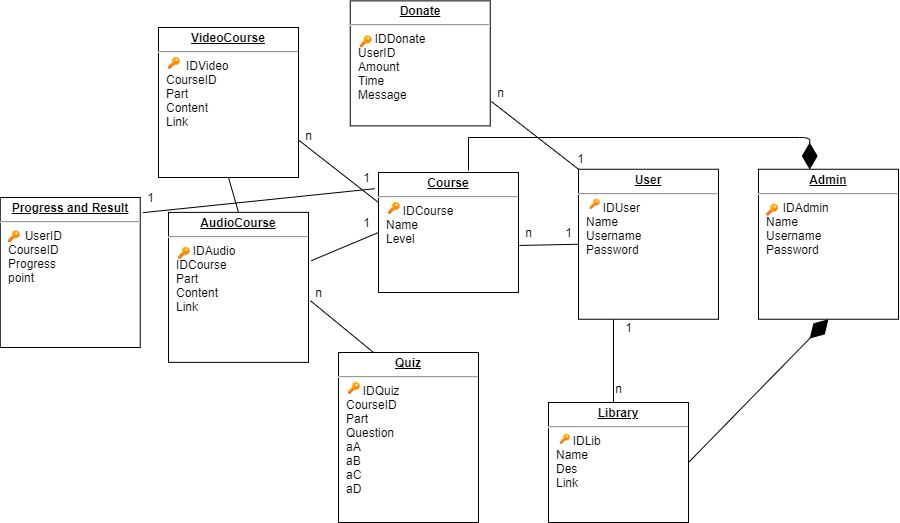 Donate
IDDonate
UserID
Amount
Time
Message
VideoCourse
IDVideo
CourseID
Part
Content
Link
n
n
1
1
1
Course
IDCourse
Name
Level
User
IDUser
Name
Username
Password
Admin
IDAdmin
Name
Username
Password
Progress and Result
UserID
CourseID
Progress
point
AudioCourse
IDAudio
IDCourse
Part
Content
Link
1
n
1
n
1
n
Quiz
IDQuiz
CourseID
Part
Question
aA
aB
aC
aD
Library
IDLib
Name
Des
Link